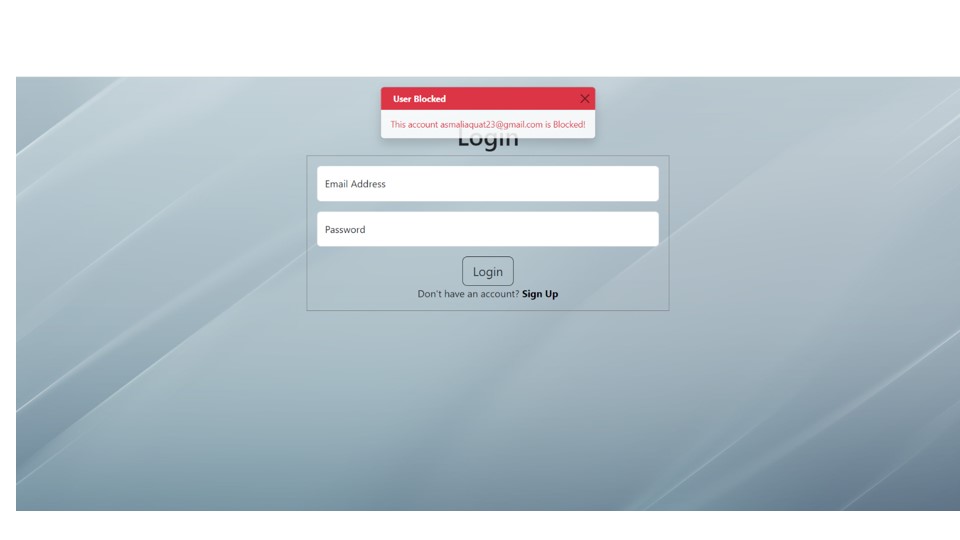 User Blocked
This account asmaliaquat23@gmail.com is Blocked!
Login
Email Address
Password
Login
Don't have an account? Sign Up